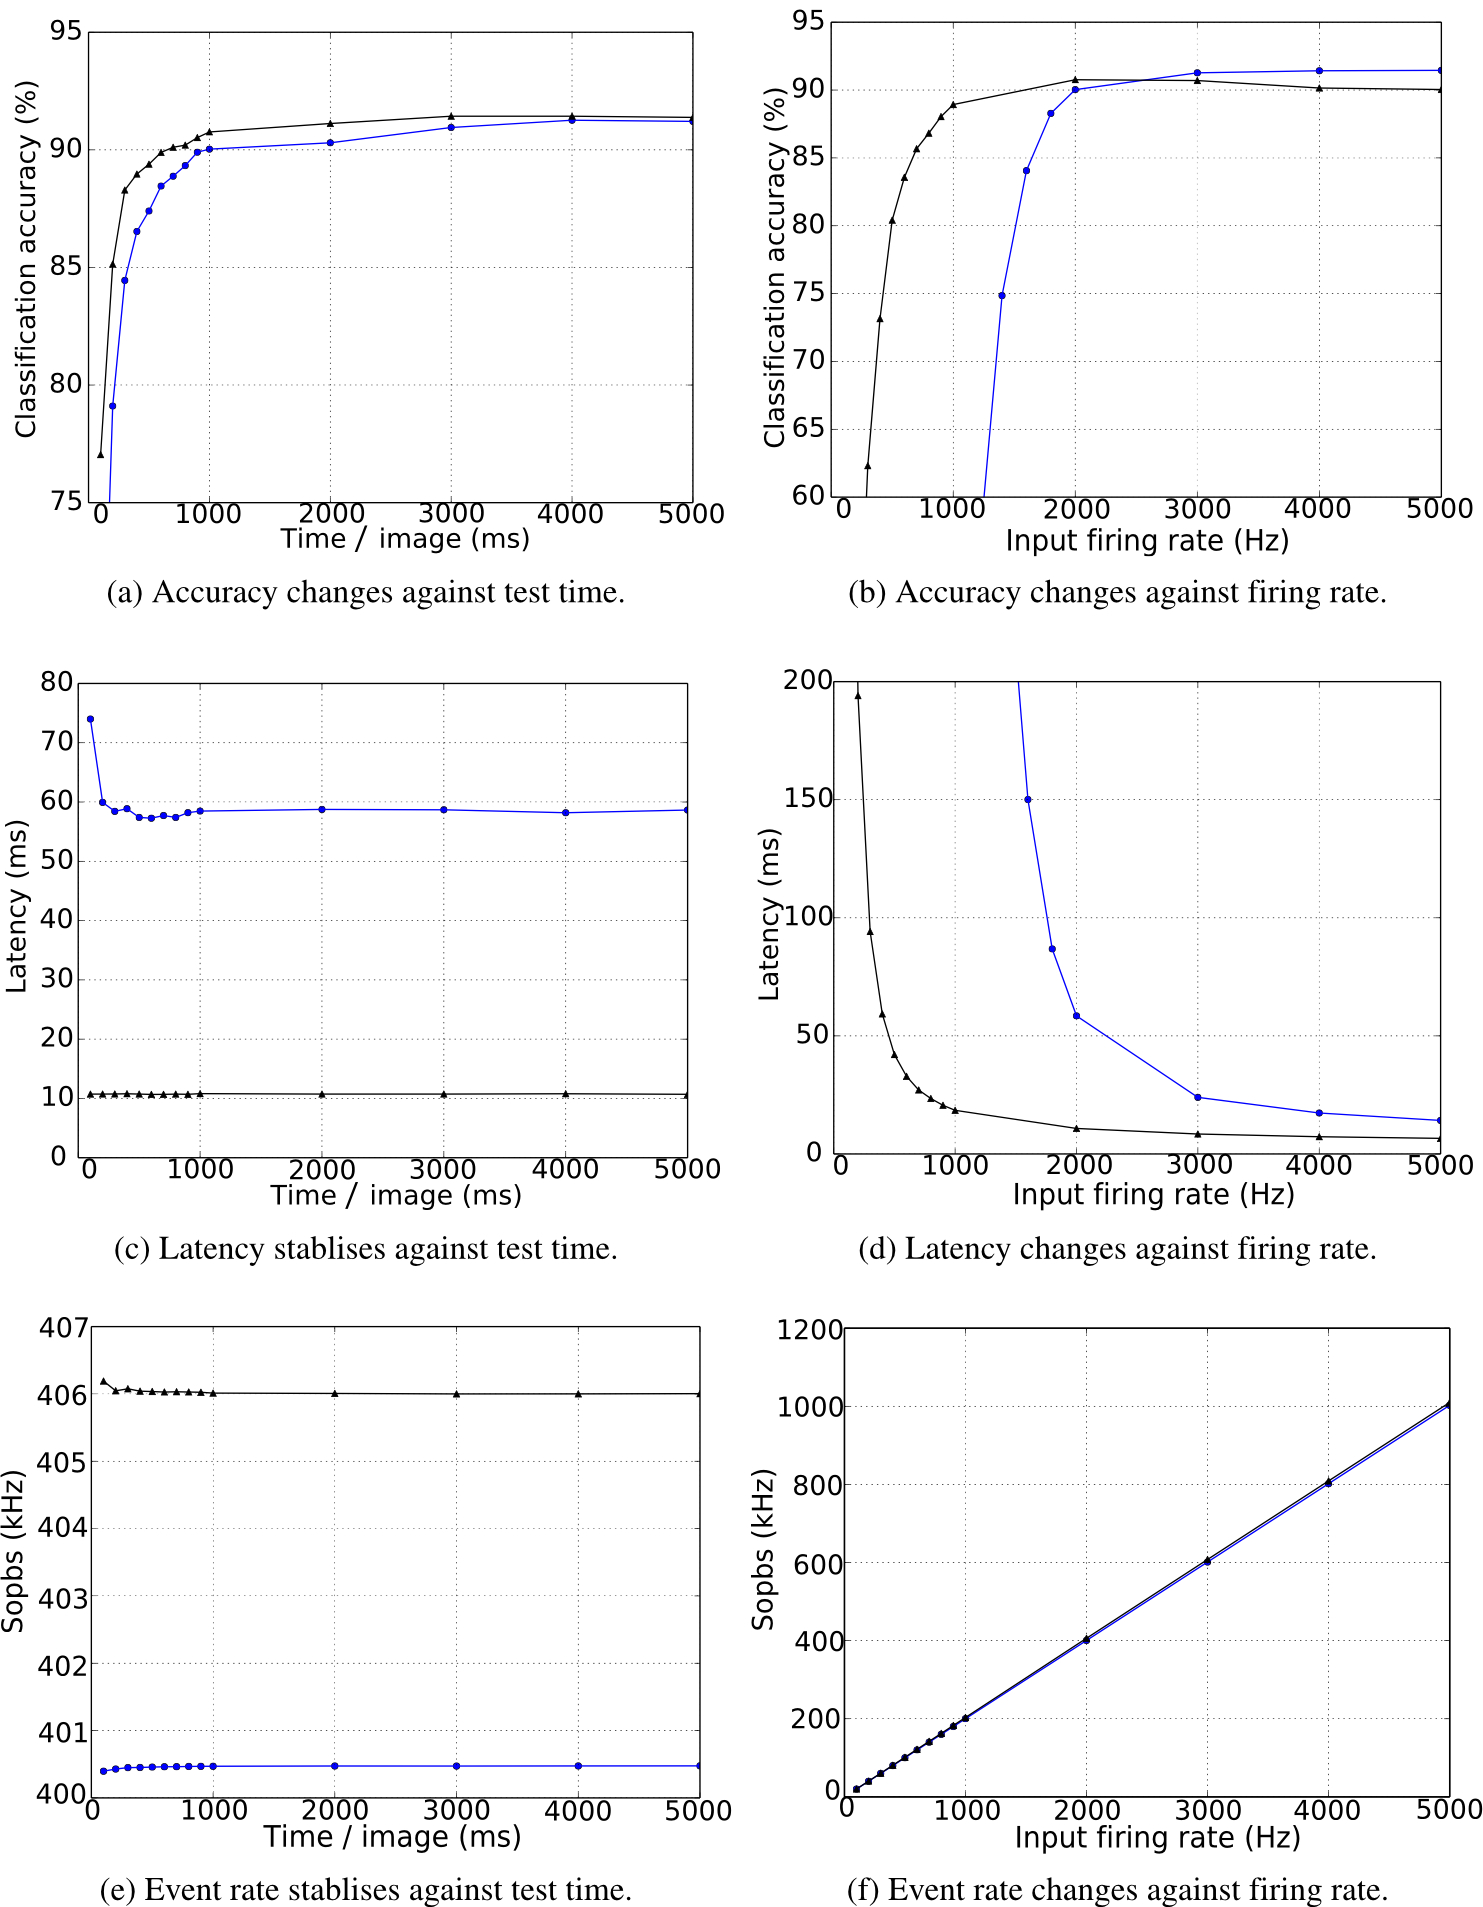 95
90
85
80
75
Classification accuracy (%)
0 1000 2000 3000 4000 5000
Time / image (ms)
(a) Accuracy changes against test time.
95
90
85
80
75
70
65
60
Classification accuracy (%)
0 1000 2000 3000 4000 5000
Input firing rate (Hz)
(b) Accuracy changes against firing rate.
80
70
60
50
40
30
20
10
0
Latency (ms)
0 1000 2000 3000 4000 5000
Time / image (ms)
(c) Latency stablises against test time.
200
150
100
50
0
Latency (ms)
0 1000 2000 3000 4000 5000
Input firing rate (Hz)
(d) Latency changes against firing rate.
407
406
405
404
403
402
401
400
Sopbs (kHz)
0 1000 2000 3000 4000 5000
Time / image (ms)
(e) Event rate stablises against test time.
1200
1000
800
600
400
200
0
Sopbs (kHz)
0 1000 2000 3000 4000 5000
Input firing rate (Hz)
(f) Event rate changes against firing rate.